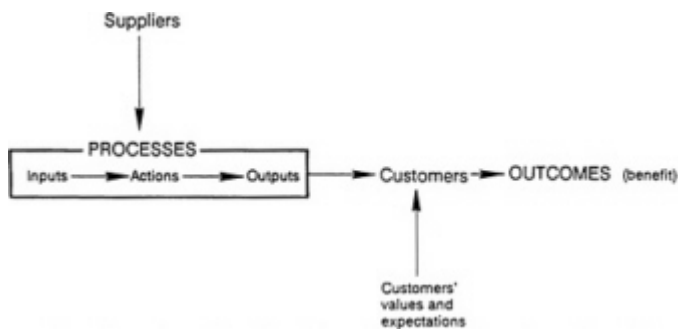 Suppliers
PROCESSES
Inputs Actions Outputs
Customers OUTCOMES (benefit)
Customers'
values and
expectations